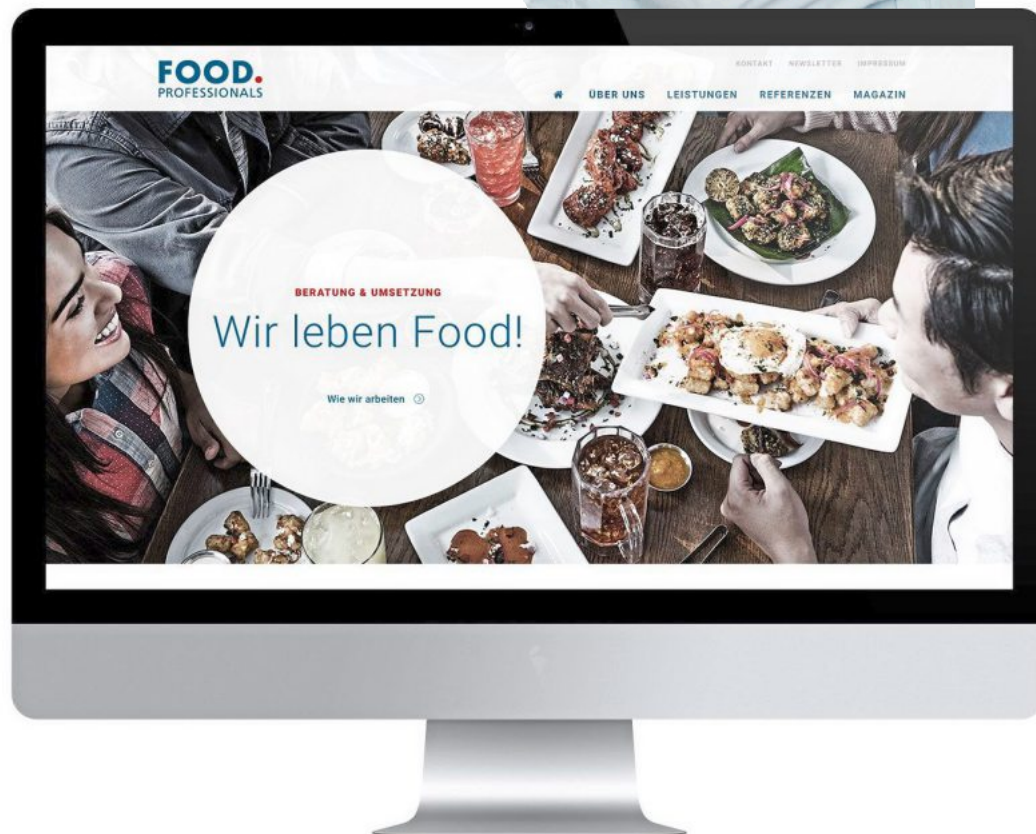 KONTAKT NEWSLETTER IMPRESSUM
FOOD.
PROFESSIONALS
ÜBER UNS LEISTUNGEN REFERENZEN MAGAZIN
BERATUNG & UMSETZUNG
Wir leben Food!
Wie wir arbeiten